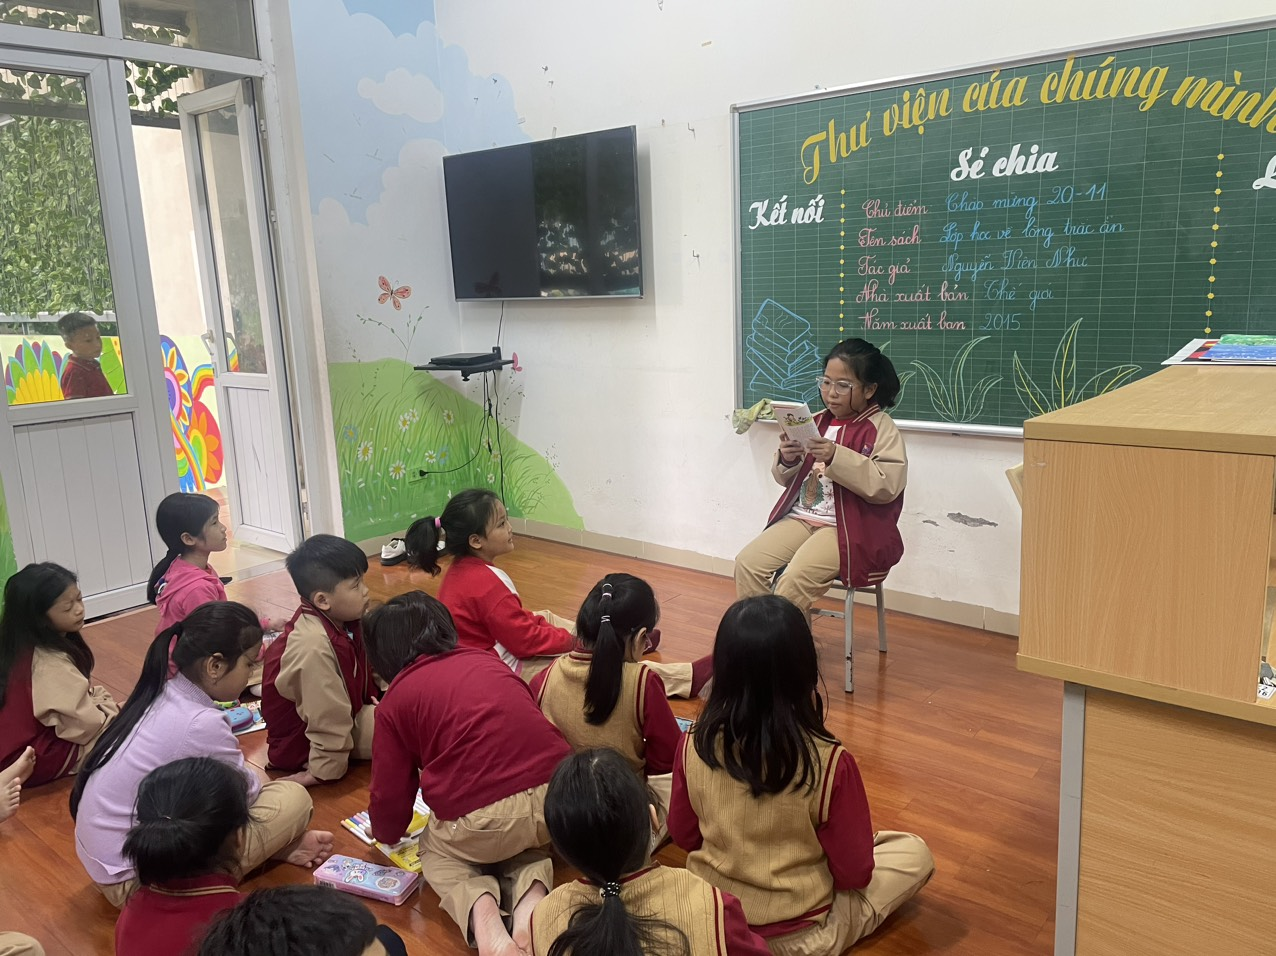 Thư viện của chúng mình
Sẻ chia
Kết nối
Chủ điểm Chào mừng 20-11
Tên sách Lớp học về lòng trắc ẩn
Tác giả Nguyễn Thiên Như
Nhà xuất bản Thế giới
Năm xuất bản 2015